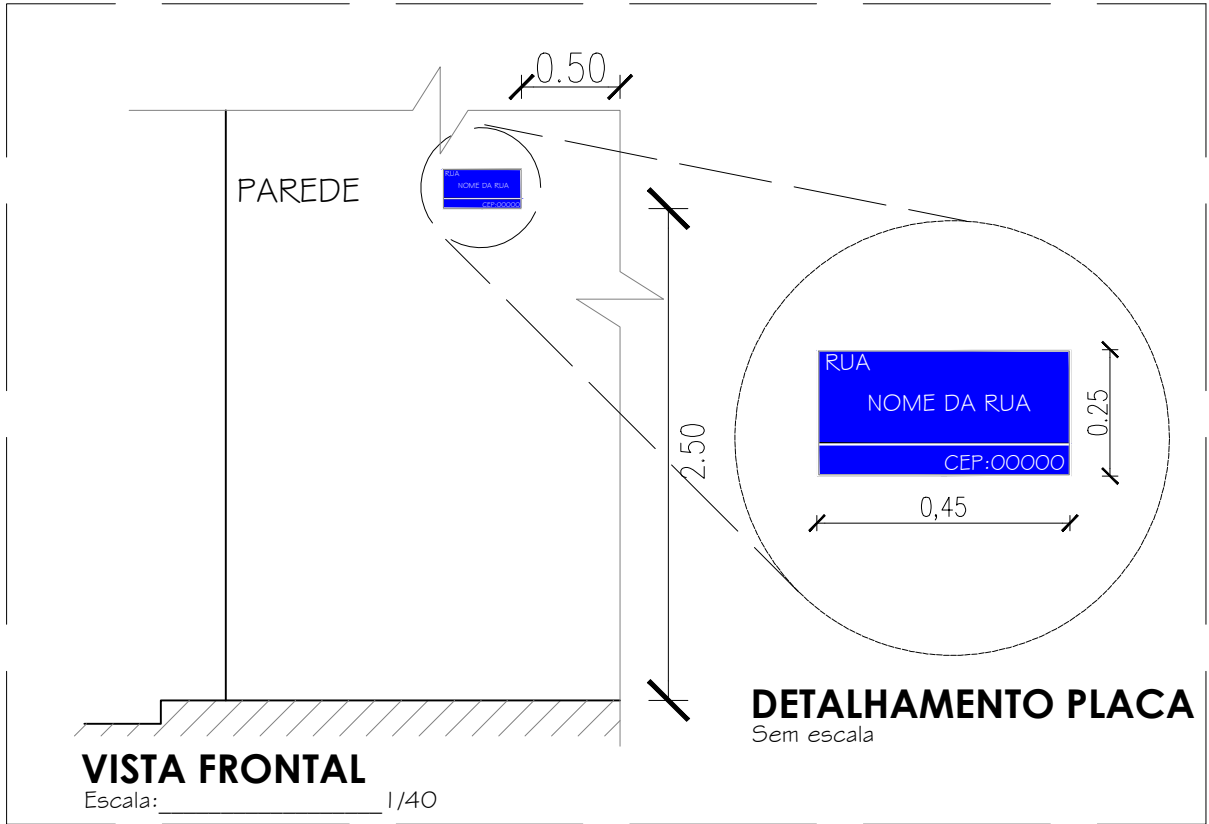 0.50
PAREDE
RUA
NOME DA RUA
CEP:00000
2.50
RUA
NOME DA RUA
CEP:00000
0.25
0,45
DETALHAMENTO PLACA
Sem escala
VISTA FRONTAL
Escala:__________________1/40